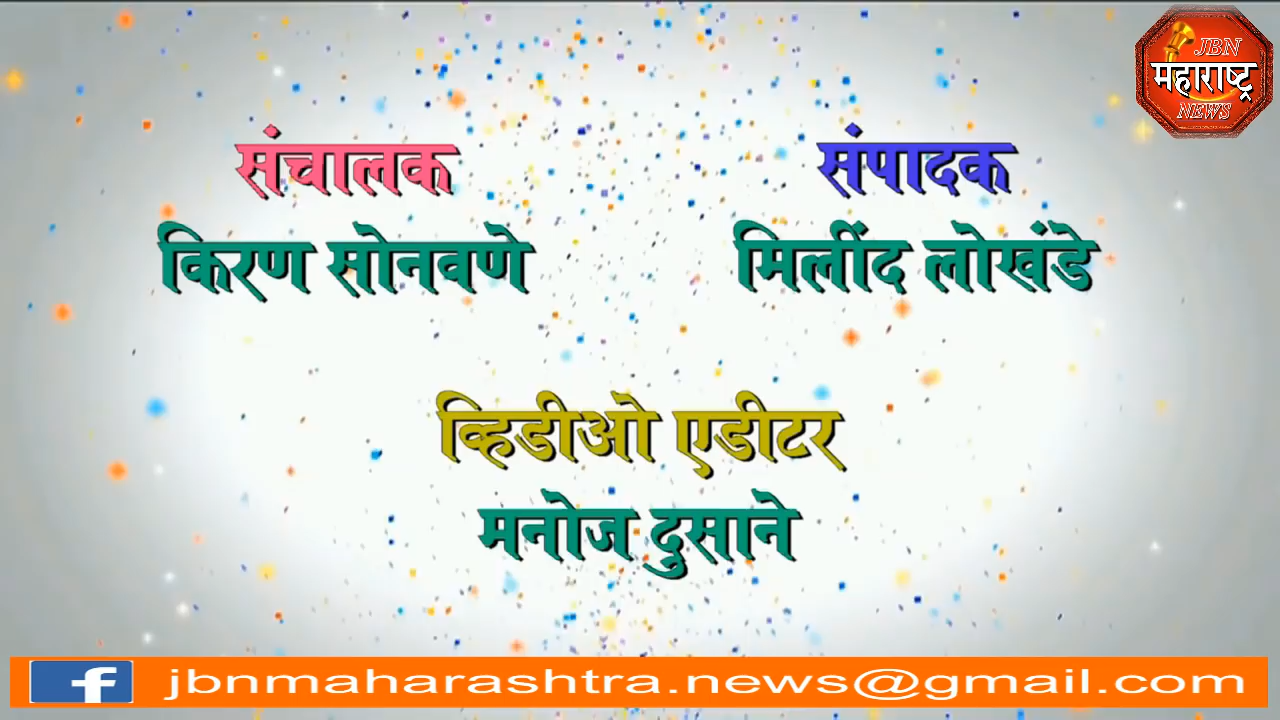 JBN
महाराष्ट्र
NEWS
संचालक
संपादक
किरण सोनवणे
मिलींद लोखंडे
व्हिडीओ एडीटर
मनोज दुसाने
f jbnmaharashtra.news@gmail.com